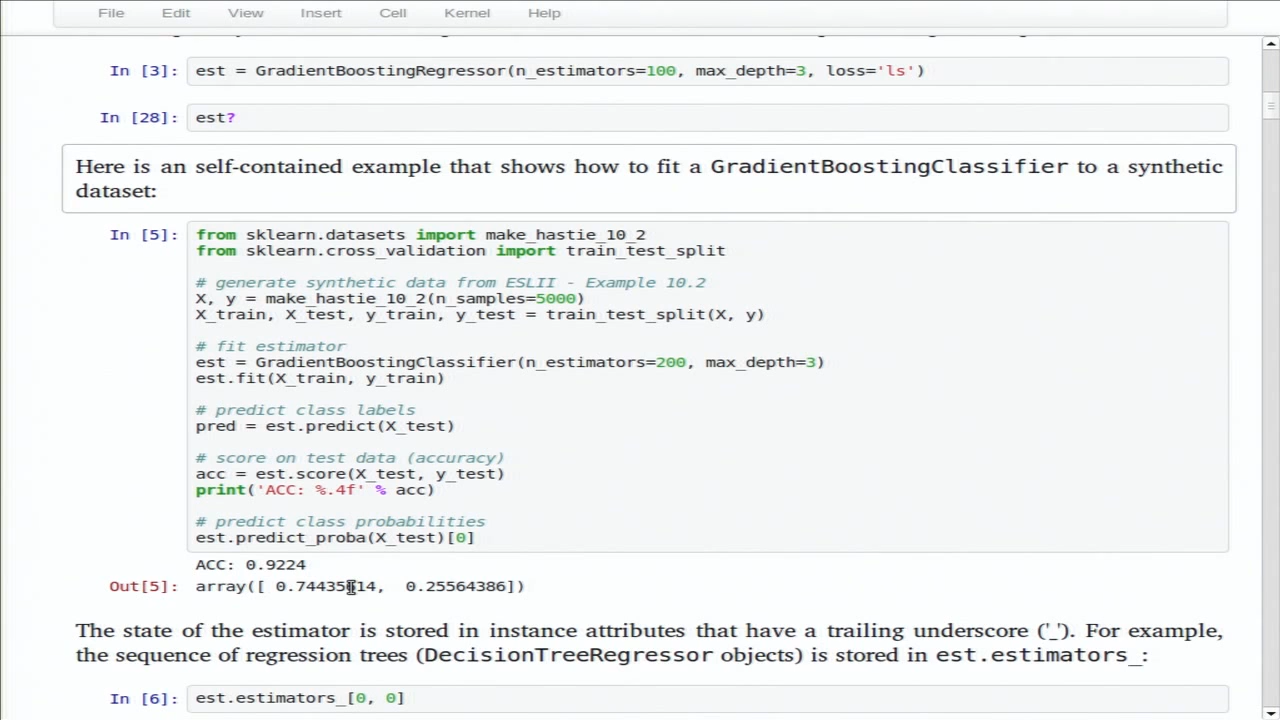 File Edit View Insert Cell Kernel Help
In [3]: est = GradientBoostingRegressor(n_estimators=100, max_depth=3, loss='ls')
In [28]: est?
Here is an self-contained example that shows how to fit a GradientBoostingClassifier to a synthetic
dataset:
In [5]: from sklearn.datasets import make_hastie_10_2
from sklearn.cross_validation import train_test_split
# generate synthetic data from ESLII - Example 10.2
X, y = make_hastie_10_2(n_samples=5000)
X_train, X_test, y_train, y_test = train_test_split(X, y)
# fit estimator
est = GradientBoostingClassifier(n_estimators=200, max_depth=3)
est.fit(X_train, y_train)
# predict class labels
pred = est.predict(X_test)
# score on test data (accuracy)
acc = est.score(X_test, y_test)
print('ACC: %.4f' % acc)
# predict class probabilities
est.predict_proba(X_test)[0]
ACC: 0.9224
Out[5]: array([ 0.74435614, 0.25564386])
The state of the estimator is stored in instance attributes that have a trailing underscore ('_'). For example,
the sequence of regression trees (DecisionTreeRegressor objects) is stored in est.estimators_:
In [6]: est.estimators_[0, 0]